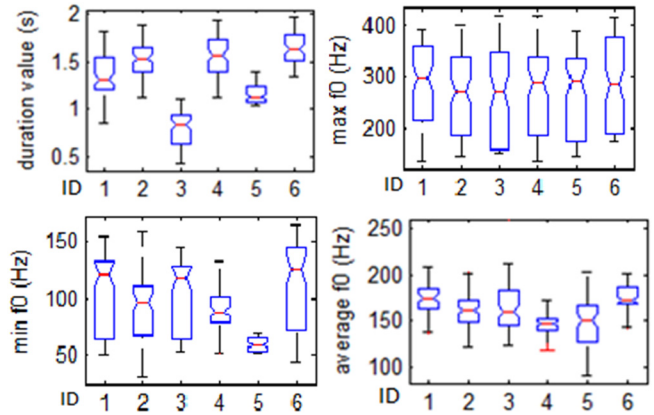 duration value (s)
2
1.5
1
0.5
ID 1 2 3 4 5 6
max f0 (Hz)
400
300
200
ID 1 2 3 4 5 6
min f0 (Hz)
150
100
50
ID 1 2 3 4 5 6
average f0 (Hz)
250
200
150
100
ID 1 2 3 4 5 6